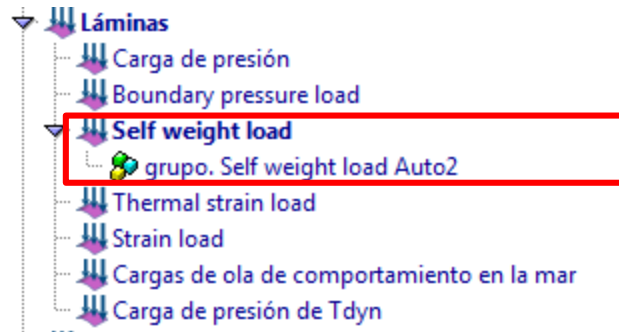 Láminas
Carga de presión
Boundary pressure load
Self weight load
grupo. Self weight load Auto2
Thermal strain load
Strain load
Cargas de ola de comportamiento en la mar
Carga de presión de Tdyn